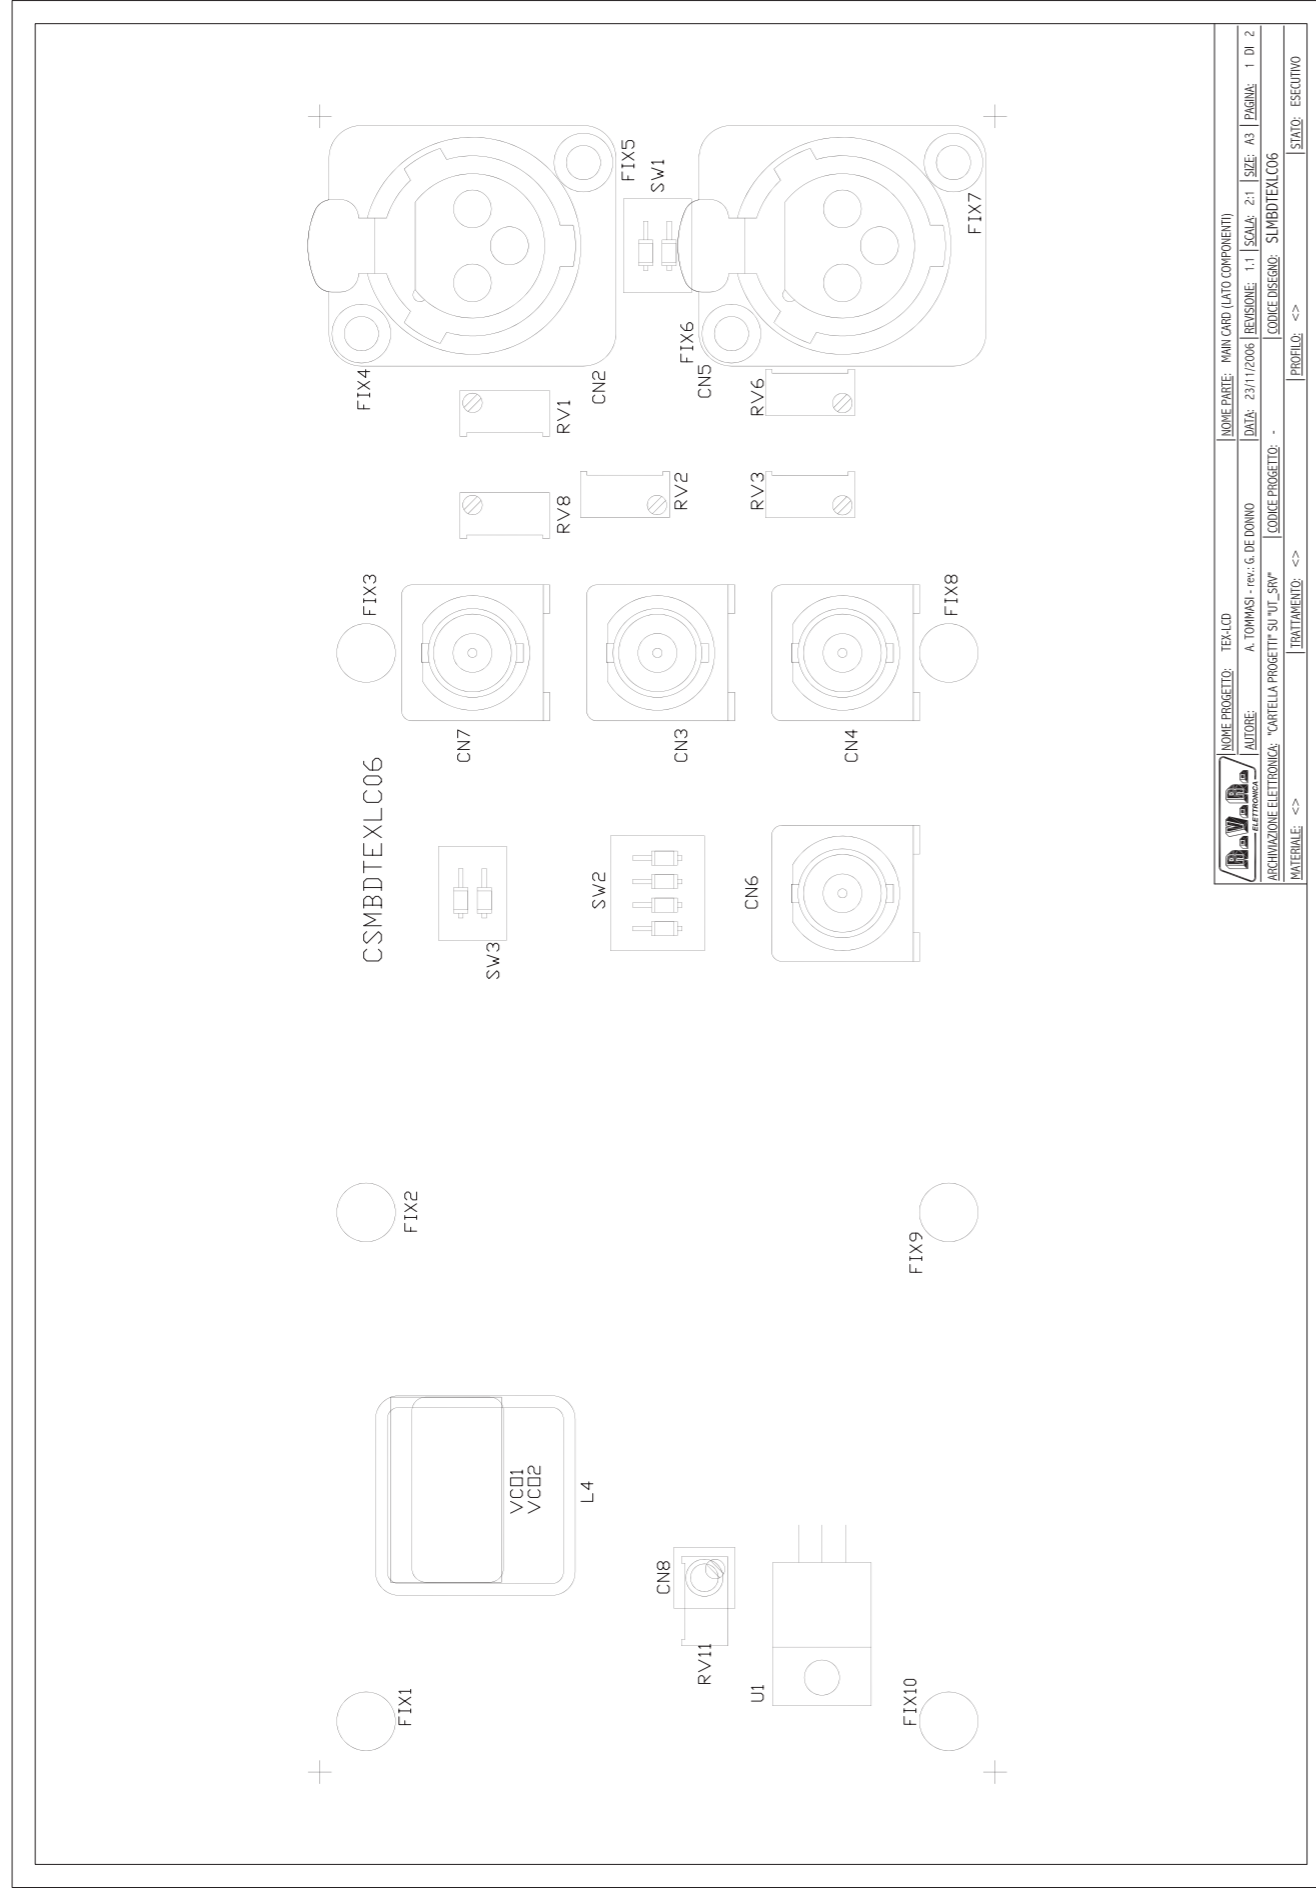 FIX1
FIX2
FIX3
FIX4
FIX5
SW1
CSMBDTEXLC06
VCO1
VCO2
L4
SW3
CN7
RV8
RV1
CN2
SW2
CN3
RV2
FIX6
CN5
CN8
RV11
CN6
CN4
RV3
RV6
U1
FIX10
FIX9
FIX8
FIX7
R.V.R.
ELETTRONICA
NOME PROGETTO: TEX-LCD
NOME PARTE: MAIN CARD (LATO COMPONENTI)
AUTORE: A. TOMMASI - rev.: G. DE DONNO
DATA: 23/11/2006
REVISIONE: 1.1
SCALA: 2:1
SIZE: A3
PAGINA: 1 DI 2
ARCHIVIAZIONE ELETTRONICA: "CARTELLA PROGETTI" SU "UT_SRV"
CODICE PROGETTO: -
CODICE DISEGNO: SLMBDTEXLC06
MATERIALE: <>
TRATTAMENTO: <>
PROFILO: <>
STATO: ESECUTIVO